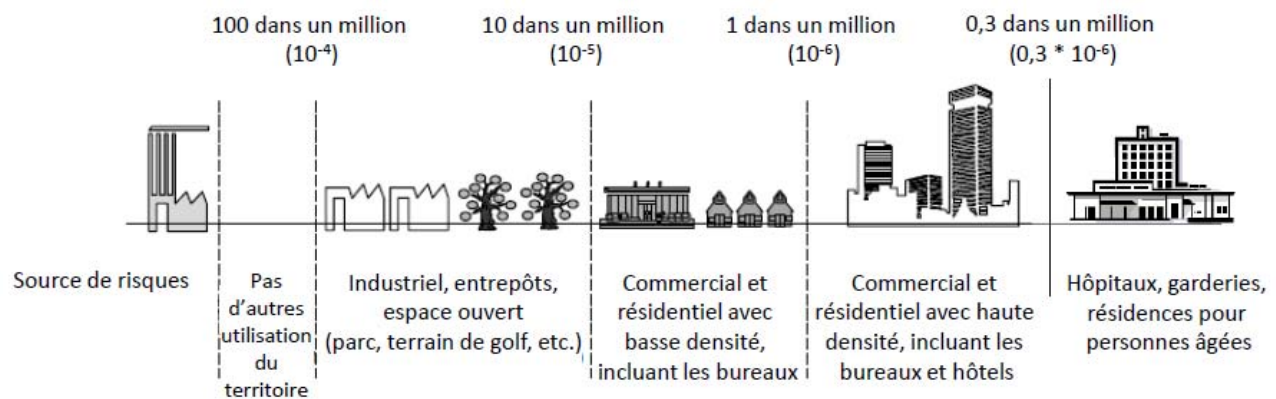 100 dans un million
(10⁻⁴)
10 dans un million
(10⁻⁵)
1 dans un million
(10⁻⁶)
0,3 dans un million
(0,3 * 10⁻⁶)
Source de risques
Pas
d’autres
utilisation
du
territoire
Industriel, entrepôts,
espace ouvert
(parc, terrain de golf, etc.)
Commercial et
résidentiel avec
basse densité,
incluant les bureaux
Commercial et
résidentiel avec haute
densité, incluant les
bureaux et hôtels
Hôpitaux, garderies,
résidences pour
personnes âgées